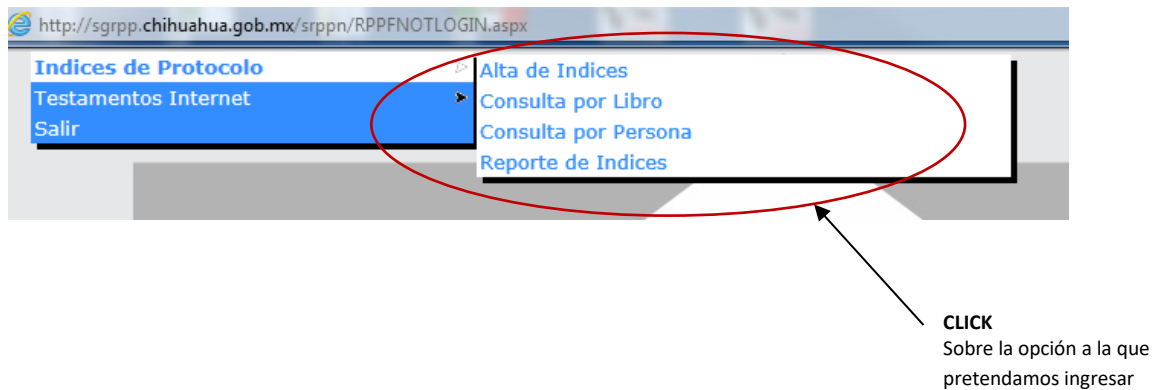 http://sgrpp.chihuahua.gob.mx/srppn/RPPFNOTLOGIN.aspx
Indices de Protocolo
Testamentos Internet
Salir
Alta de Indices
Consulta por Libro
Consulta por Persona
Reporte de Indices
CLICK
Sobre la opción a la que
pretendamos ingresar